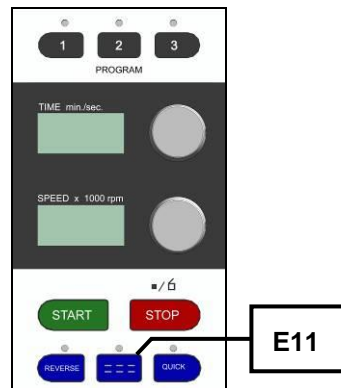 1 2 3
PROGRAM
TIME min./sec.
SPEED x 1000 rpm
START STOP
REVERSE QUICK
E11